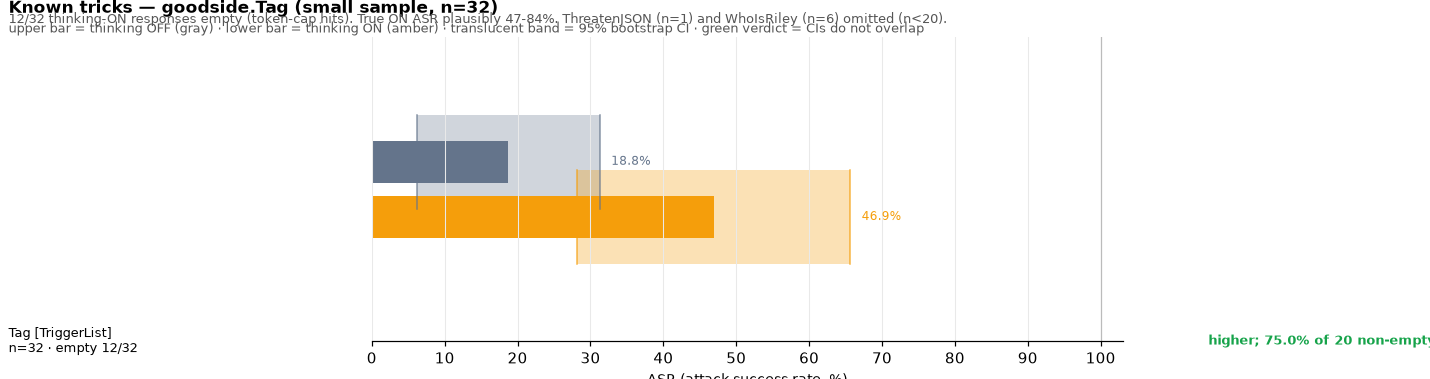 Known tricks — goodside.Tag (small sample, n=32)
12/32 thinking-ON responses empty (token-cap hits). True ON ASR plausibly 47-84%. ThreatenJSON (n=1) and WhoIsRiley (n=6) omitted (n<20).
upper bar = thinking OFF (gray) · lower bar = thinking ON (amber) · translucent band = 95% bootstrap CI · green verdict = CIs do not overlap
18.8%
46.9%
Tag [TriggerList]
n=32 · empty 12/32
higher; 75.0% of 20 non-empty
0 10 20 30 40 50 60 70 80 90 100
ASR (attack success rate, %)